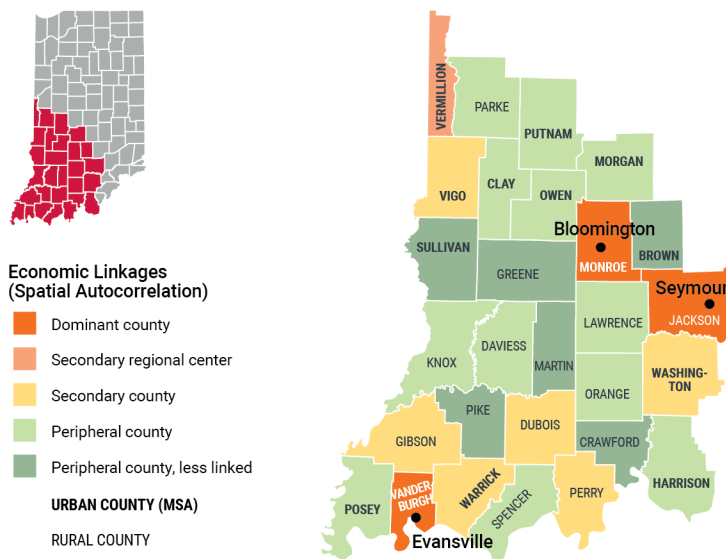 Economic Linkages
(Spatial Autocorrelation)
Dominant county
Secondary regional center
Secondary county
Peripheral county
Peripheral county, less linked
URBAN COUNTY (MSA)
RURAL COUNTY
VERMILLION
PARKE
PUTNAM
MORGAN
VIGO
CLAY
OWEN
Bloomington
MONROE
BROWN
SULLIVAN
GREENE
Seymour
JACKSON
LAWRENCE
KNOX
DAVIESS
MARTIN
WASHING-
TON
ORANGE
PIKE
DUBOIS
GIBSON
CRAWFORD
HARRISON
POSEY
VANDER-
BURGH
WARRICK
SPENCER
PERRY
Evansville